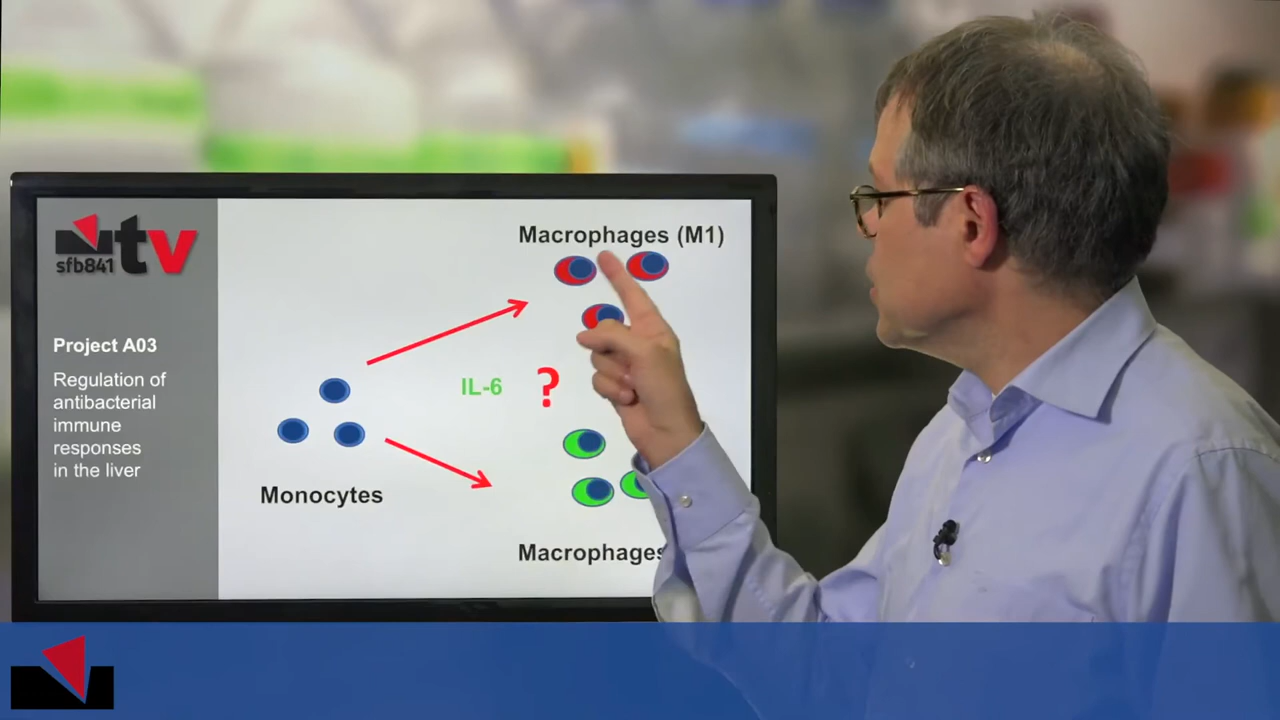 sfb841 tv
Project A03
Regulation of
antibacterial
immune
responses
in the liver
Macrophages (M1)
IL-6 ?
Monocytes
Macrophages